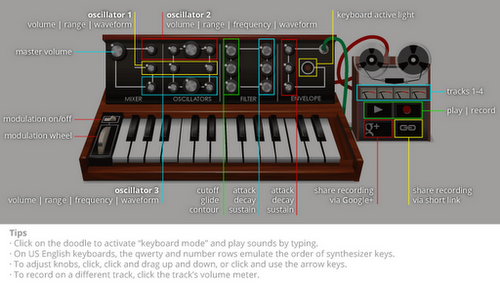 oscillator 1
volume | range | waveform
oscillator 2
volume | range | frequency | waveform
keyboard active light
master volume
tracks 1-4
play | record
MIXER
OSCILLATORS
FILTER
ENVELOPE
g+
modulation on/off
modulation wheel
oscillator 3
volume | range | frequency | waveform
cutoff
glide
contour
attack
decay
sustain
attack
decay
sustain
share recording
via Google+
share recording
via short link
Tips
· Click on the doodle to activate "keyboard mode" and play sounds by typing.
· On US English keyboards, the qwerty and number rows emulate the order of synthesizer keys.
· To adjust knobs, click, click and drag up and down, or click and use the arrow keys.
· To record on a different track, click the track's volume meter.